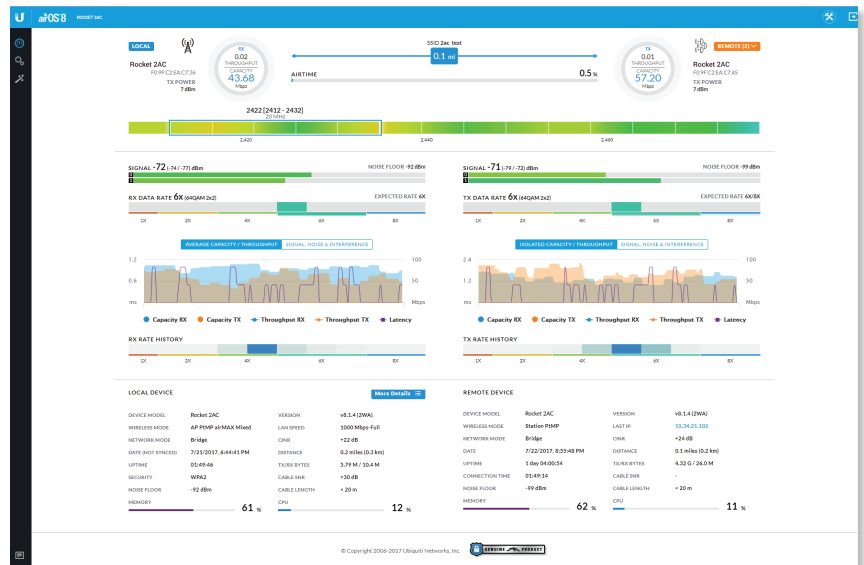 U airOS 8 ROCKET 2AC
LOCAL
Rocket 2AC
F0:9F:C2:EA:C7:36
TX POWER
7 dBm
RX
0.02
THROUGHPUT
CAPACITY
43.68
Mbps
SSID 2ac test
0.1 mi
AIRTIME 0.5 %
TX
0.01
THROUGHPUT
CAPACITY
57.20
Mbps
REMOTE (2)
Rocket 2AC
F0:9F:C2:EA:C7:45
TX POWER
7 dBm
2422 [2412 - 2432]
20 MHz
2,420 2,440 2,460
SIGNAL -72 (-74 / -77) dBm NOISE FLOOR -92 dBm
0
1
RX DATA RATE 6X (64QAM 2x2) EXPECTED RATE 6X
1X 2X 4X 6X 8X
SIGNAL -71 (-79 / -72) dBm NOISE FLOOR -99 dBm
0
1
TX DATA RATE 6X (64QAM 2x2) EXPECTED RATE 6X/8X
1X 2X 4X 6X 8X
AVERAGE CAPACITY / THROUGHPUT SIGNAL, NOISE & INTERFERENCE
1.2 100
0.6 50
ms Mbps
Capacity RX Capacity TX Throughput RX Throughput TX Latency
ISOLATED CAPACITY / THROUGHPUT SIGNAL, NOISE & INTERFERENCE
2.4 100
1.2 50
ms Mbps
Capacity RX Capacity TX Throughput RX Throughput TX Latency
RX RATE HISTORY
1X 2X 4X 6X 8X
TX RATE HISTORY
1X 2X 4X 6X 8X
LOCAL DEVICE More Details
DEVICE MODEL Rocket 2AC VERSION v8.1.4 (2WA)
WIRELESS MODE AP PtMP airMAX Mixed LAN SPEED 1000 Mbps-Full
NETWORK MODE Bridge CINR +22 dB
DATE (NOT SYNCED) 7/21/2017, 6:44:41 PM DISTANCE 0.2 miles (0.3 km)
UPTIME 01:49:46 TX/RX BYTES 5.79 M / 10.4 M
SECURITY WPA2 CABLE SNR +30 dB
NOISE FLOOR -92 dBm CABLE LENGTH < 20 m
MEMORY 61 % CPU 12 %
REMOTE DEVICE
DEVICE MODEL Rocket 2AC VERSION v8.1.4 (2WA)
WIRELESS MODE Station PtMP LAST IP 10.34.21.102
NETWORK MODE Bridge CINR +24 dB
DATE 7/22/2017, 8:53:48 PM DISTANCE 0.1 miles (0.2 km)
UPTIME 1 day 04:00:54 TX/RX BYTES 4.32 G / 26.0 M
CONNECTION TIME 01:49:14 CABLE SNR -
NOISE FLOOR -99 dBm CABLE LENGTH < 20 m
MEMORY 62 % CPU 11 %
© Copyright 2006-2017 Ubiquiti Networks, Inc. GENUINE PRODUCT